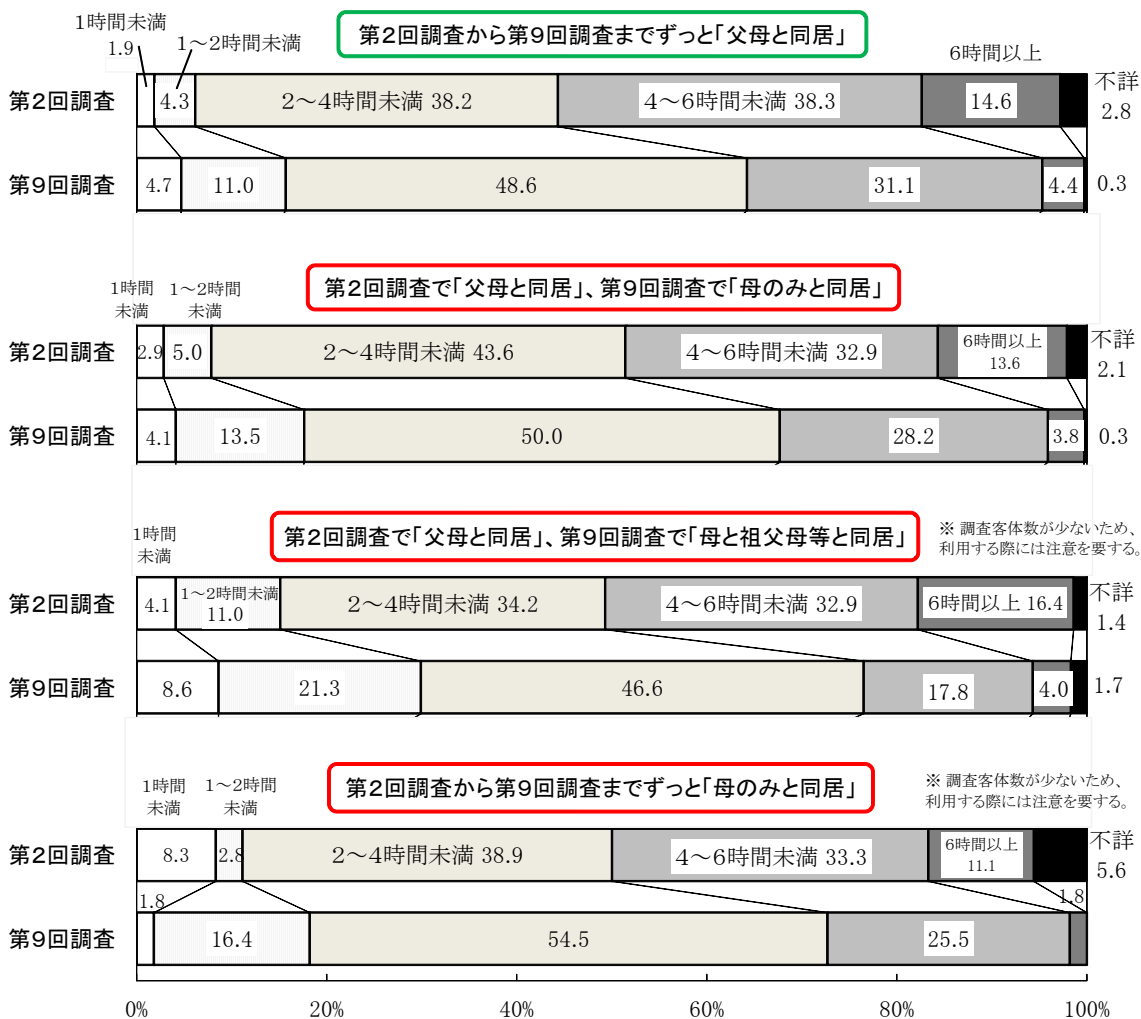 第2回調査から第9回調査までずっと「父母と同居」
1時間未満
1.9
1～2時間未満
6時間以上
第2回調査
4.3
2～4時間未満 38.2
4～6時間未満 38.3
14.6
不詳
2.8
第9回調査
4.7
11.0
48.6
31.1
4.4
0.3
第2回調査で「父母と同居」、第9回調査で「母のみと同居」
1時間
未満
1～2時間
未満
第2回調査
2.9
5.0
2～4時間未満 43.6
4～6時間未満 32.9
6時間以上
13.6
不詳
2.1
第9回調査
4.1
13.5
50.0
28.2
3.8
0.3
第2回調査で「父母と同居」、第9回調査で「母と祖父母等と同居」
※ 調査客体数が少ないため、
利用する際には注意を要する。
1時間
未満
第2回調査
4.1
1～2時間未満
11.0
2～4時間未満 34.2
4～6時間未満 32.9
6時間以上 16.4
不詳
1.4
第9回調査
8.6
21.3
46.6
17.8
4.0
1.7
第2回調査から第9回調査までずっと「母のみと同居」
※ 調査客体数が少ないため、
利用する際には注意を要する。
1時間
未満
1～2時間
未満
第2回調査
8.3
2.8
2～4時間未満 38.9
4～6時間未満 33.3
6時間以上
11.1
不詳
5.6
第9回調査
1.8
16.4
54.5
25.5
1.8
0%
20%
40%
60%
80%
100%